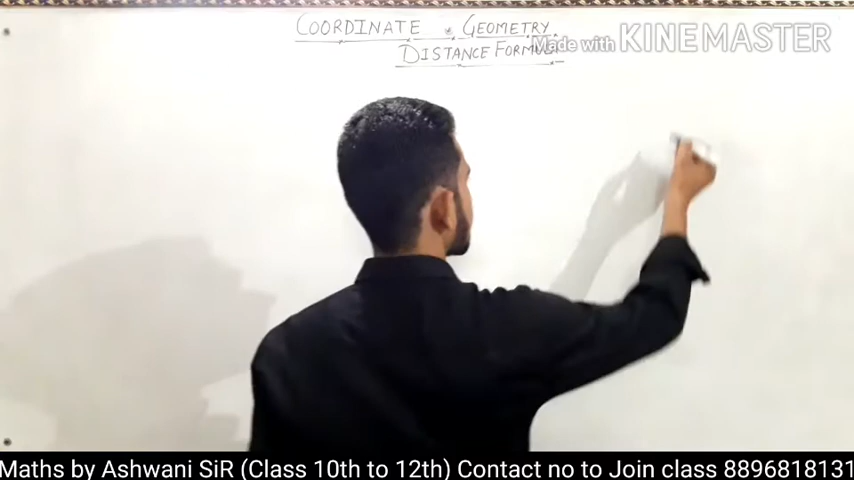 COORDINATE GEOMETRY
DISTANCE FORMULA
Made with KINEMASTER
Maths by Ashwani SiR (Class 10th to 12th) Contact no to Join class 8896818131